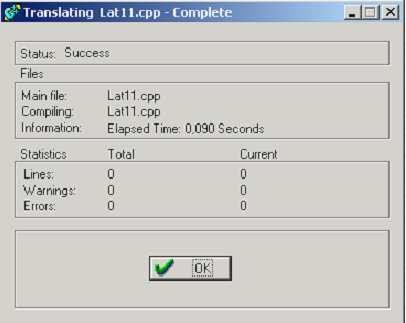 Translating Lat11.cpp - Complete
Status: Success
Files
Main file: Lat11.cpp
Compiling: Lat11.cpp
Information: Elapsed Time: 0,090 Seconds
Statistics Total Current
Lines: 0 0
Warnings: 0 0
Errors: 0 0
OK